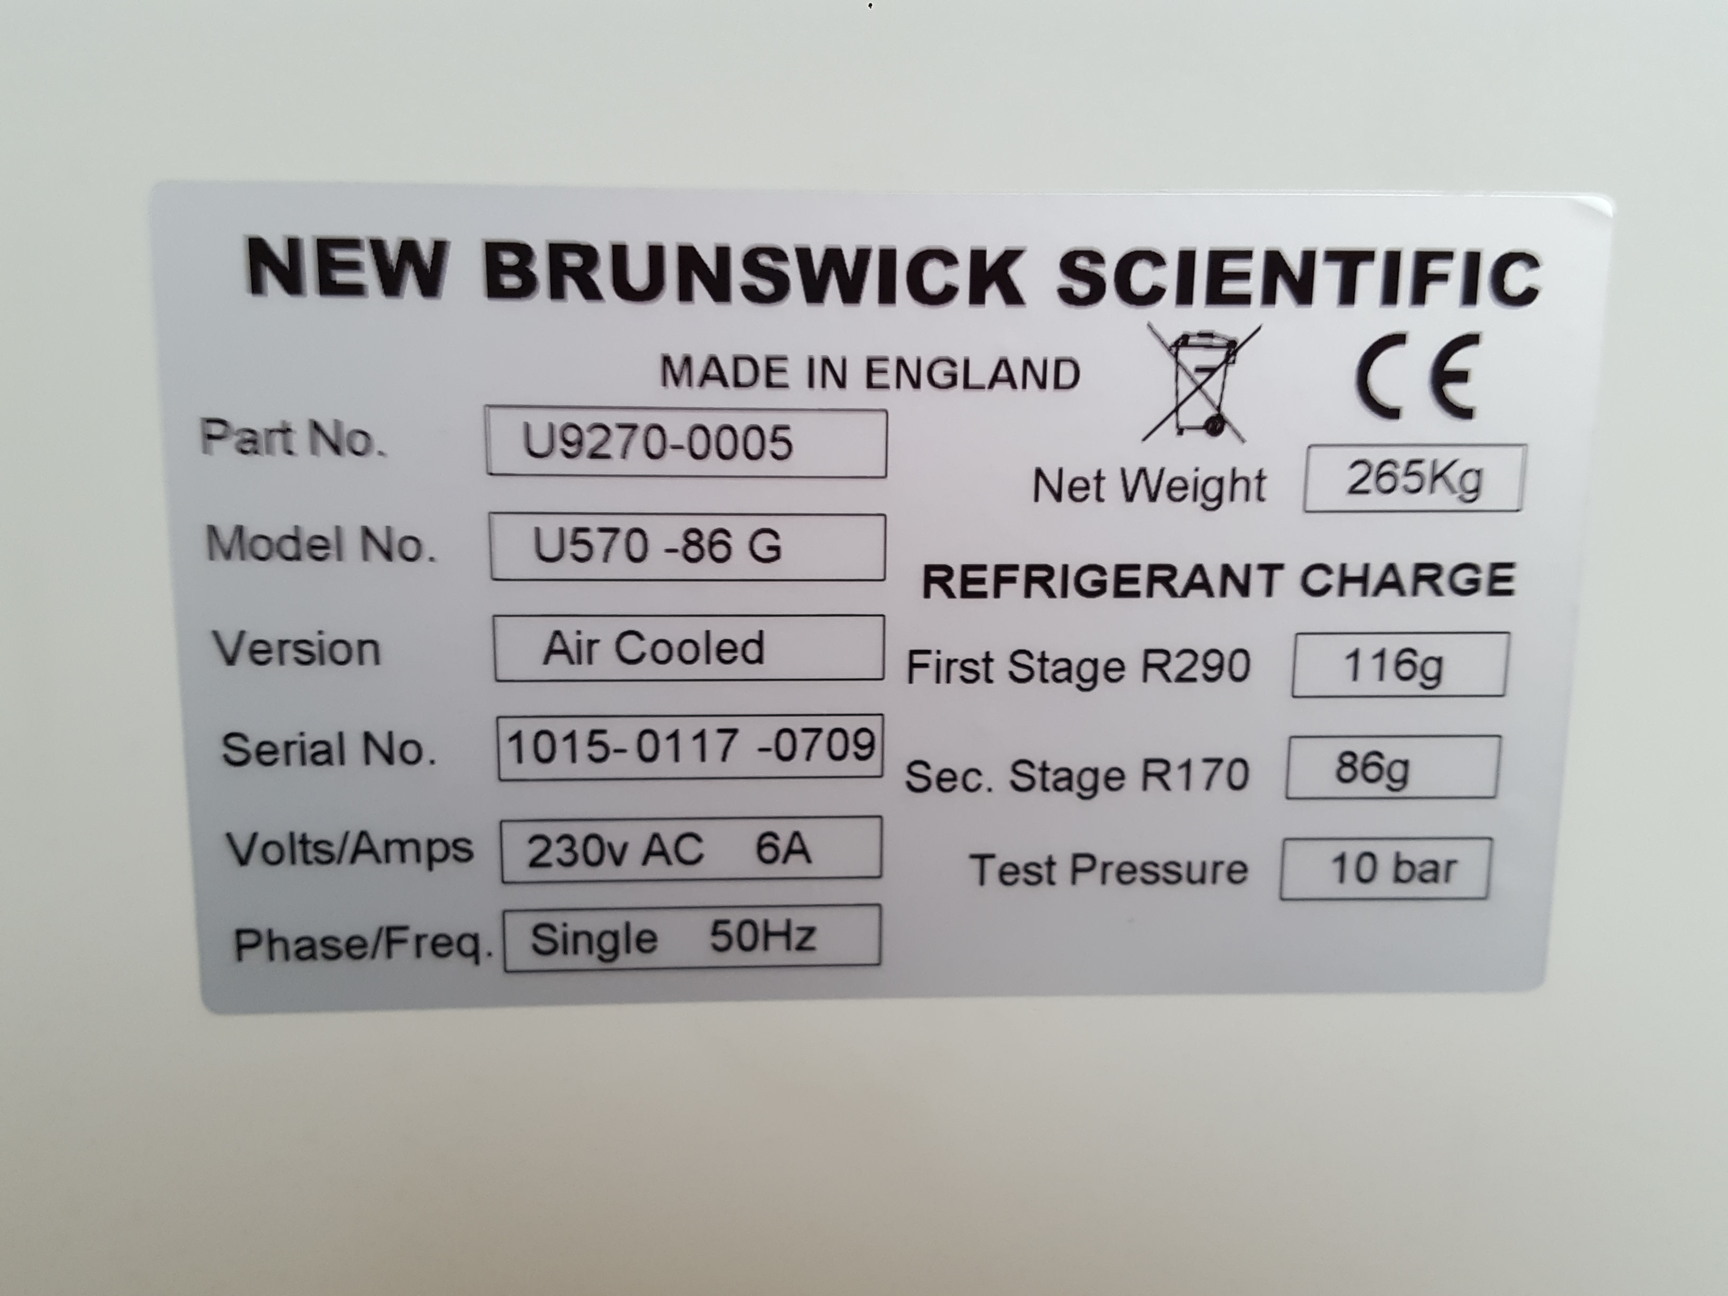 NEW BRUNSWICK SCIENTIFIC
MADE IN ENGLAND
CE
Part No. U9270-0005
Net Weight 265Kg
Model No. U570 -86 G
REFRIGERANT CHARGE
Version Air Cooled
First Stage R290 116g
Serial No. 1015-0117 -0709
Sec. Stage R170 86g
Volts/Amps 230v AC 6A
Test Pressure 10 bar
Phase/Freq. Single 50Hz